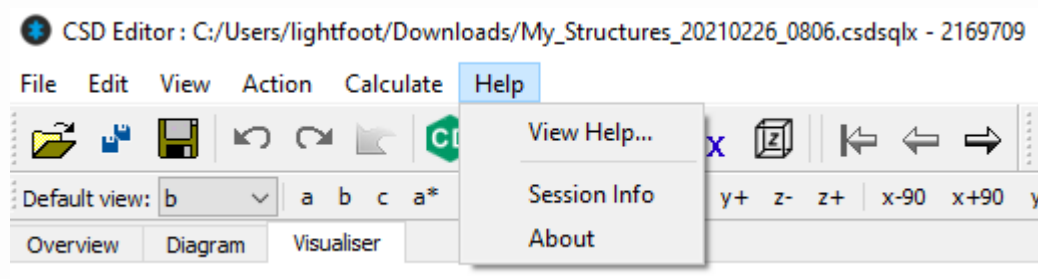 CSD Editor : C:/Users/lightfoot/Downloads/My_Structures_20210226_0806.csdsqlx - 2169709
File Edit View Action Calculate Help
View Help...
X z
Default view: b a b c a* Session Info y+ z- z+ x-90 x+90
About
Overview Diagram Visualiser